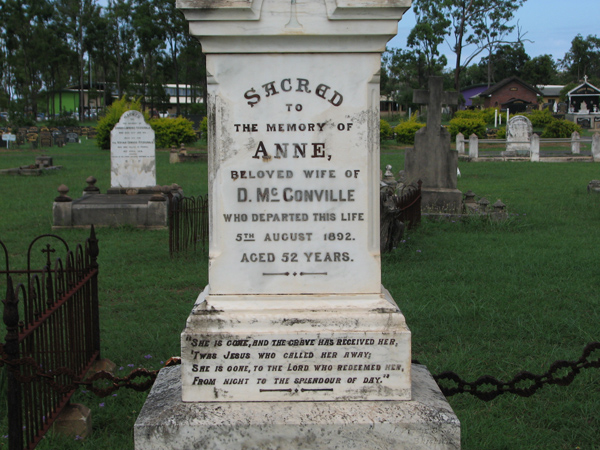 SACRED
TO
THE MEMORY OF
ANNE,
BELOVED WIFE OF
D. Mc CONVILLE
WHO DEPARTED THIS LIFE
5TH AUGUST 1892.
AGED 52 YEARS.
"SHE IS GONE, AND THE GRAVE HAS RECEIVED HER,
'TWAS JESUS WHO CALLED HER AWAY;
SHE IS GONE, TO THE LORD WHO REDEEMED HER,
FROM NIGHT TO THE SPLENDOUR OF DAY."